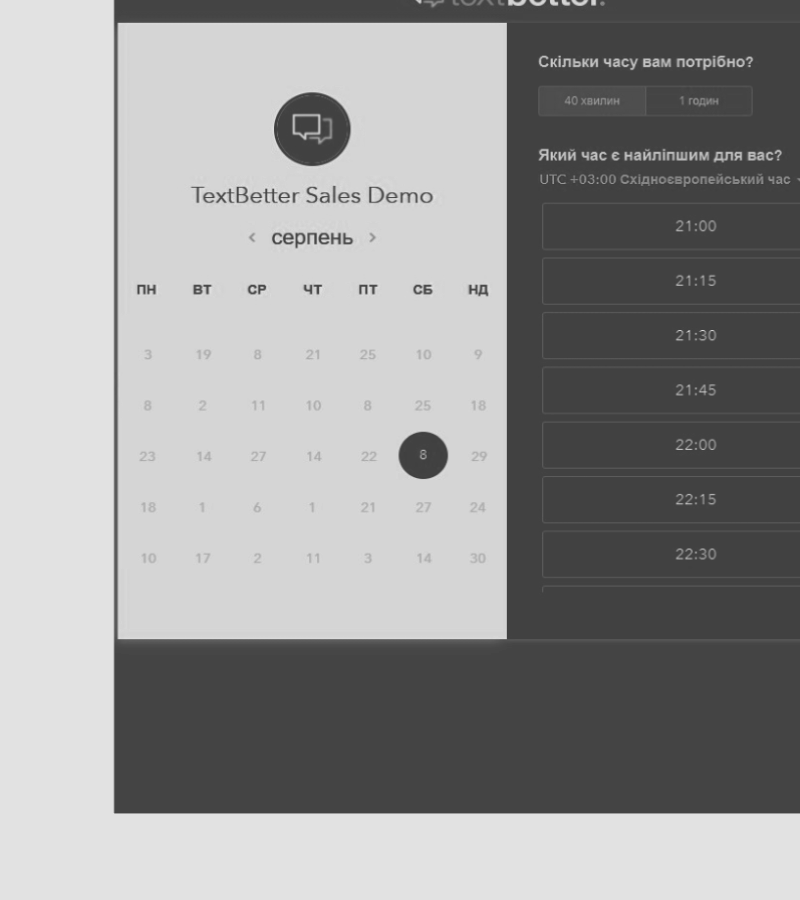 textbetter.
TextBetter Sales Demo
< серпень >
ПН ВТ СР ЧТ ПТ СБ НД
3 19 8 21 25 10 9
8 2 11 10 8 25 18
23 14 27 14 22 8 29
18 1 6 1 21 27 24
10 17 2 11 3 14 30
Скільки часу вам потрібно?
40 хвилин 1 годин
Який час є найліпшим для вас?
UTC +03:00 Східноєвропейський час
21:00
21:15
21:30
21:45
22:00
22:15
22:30